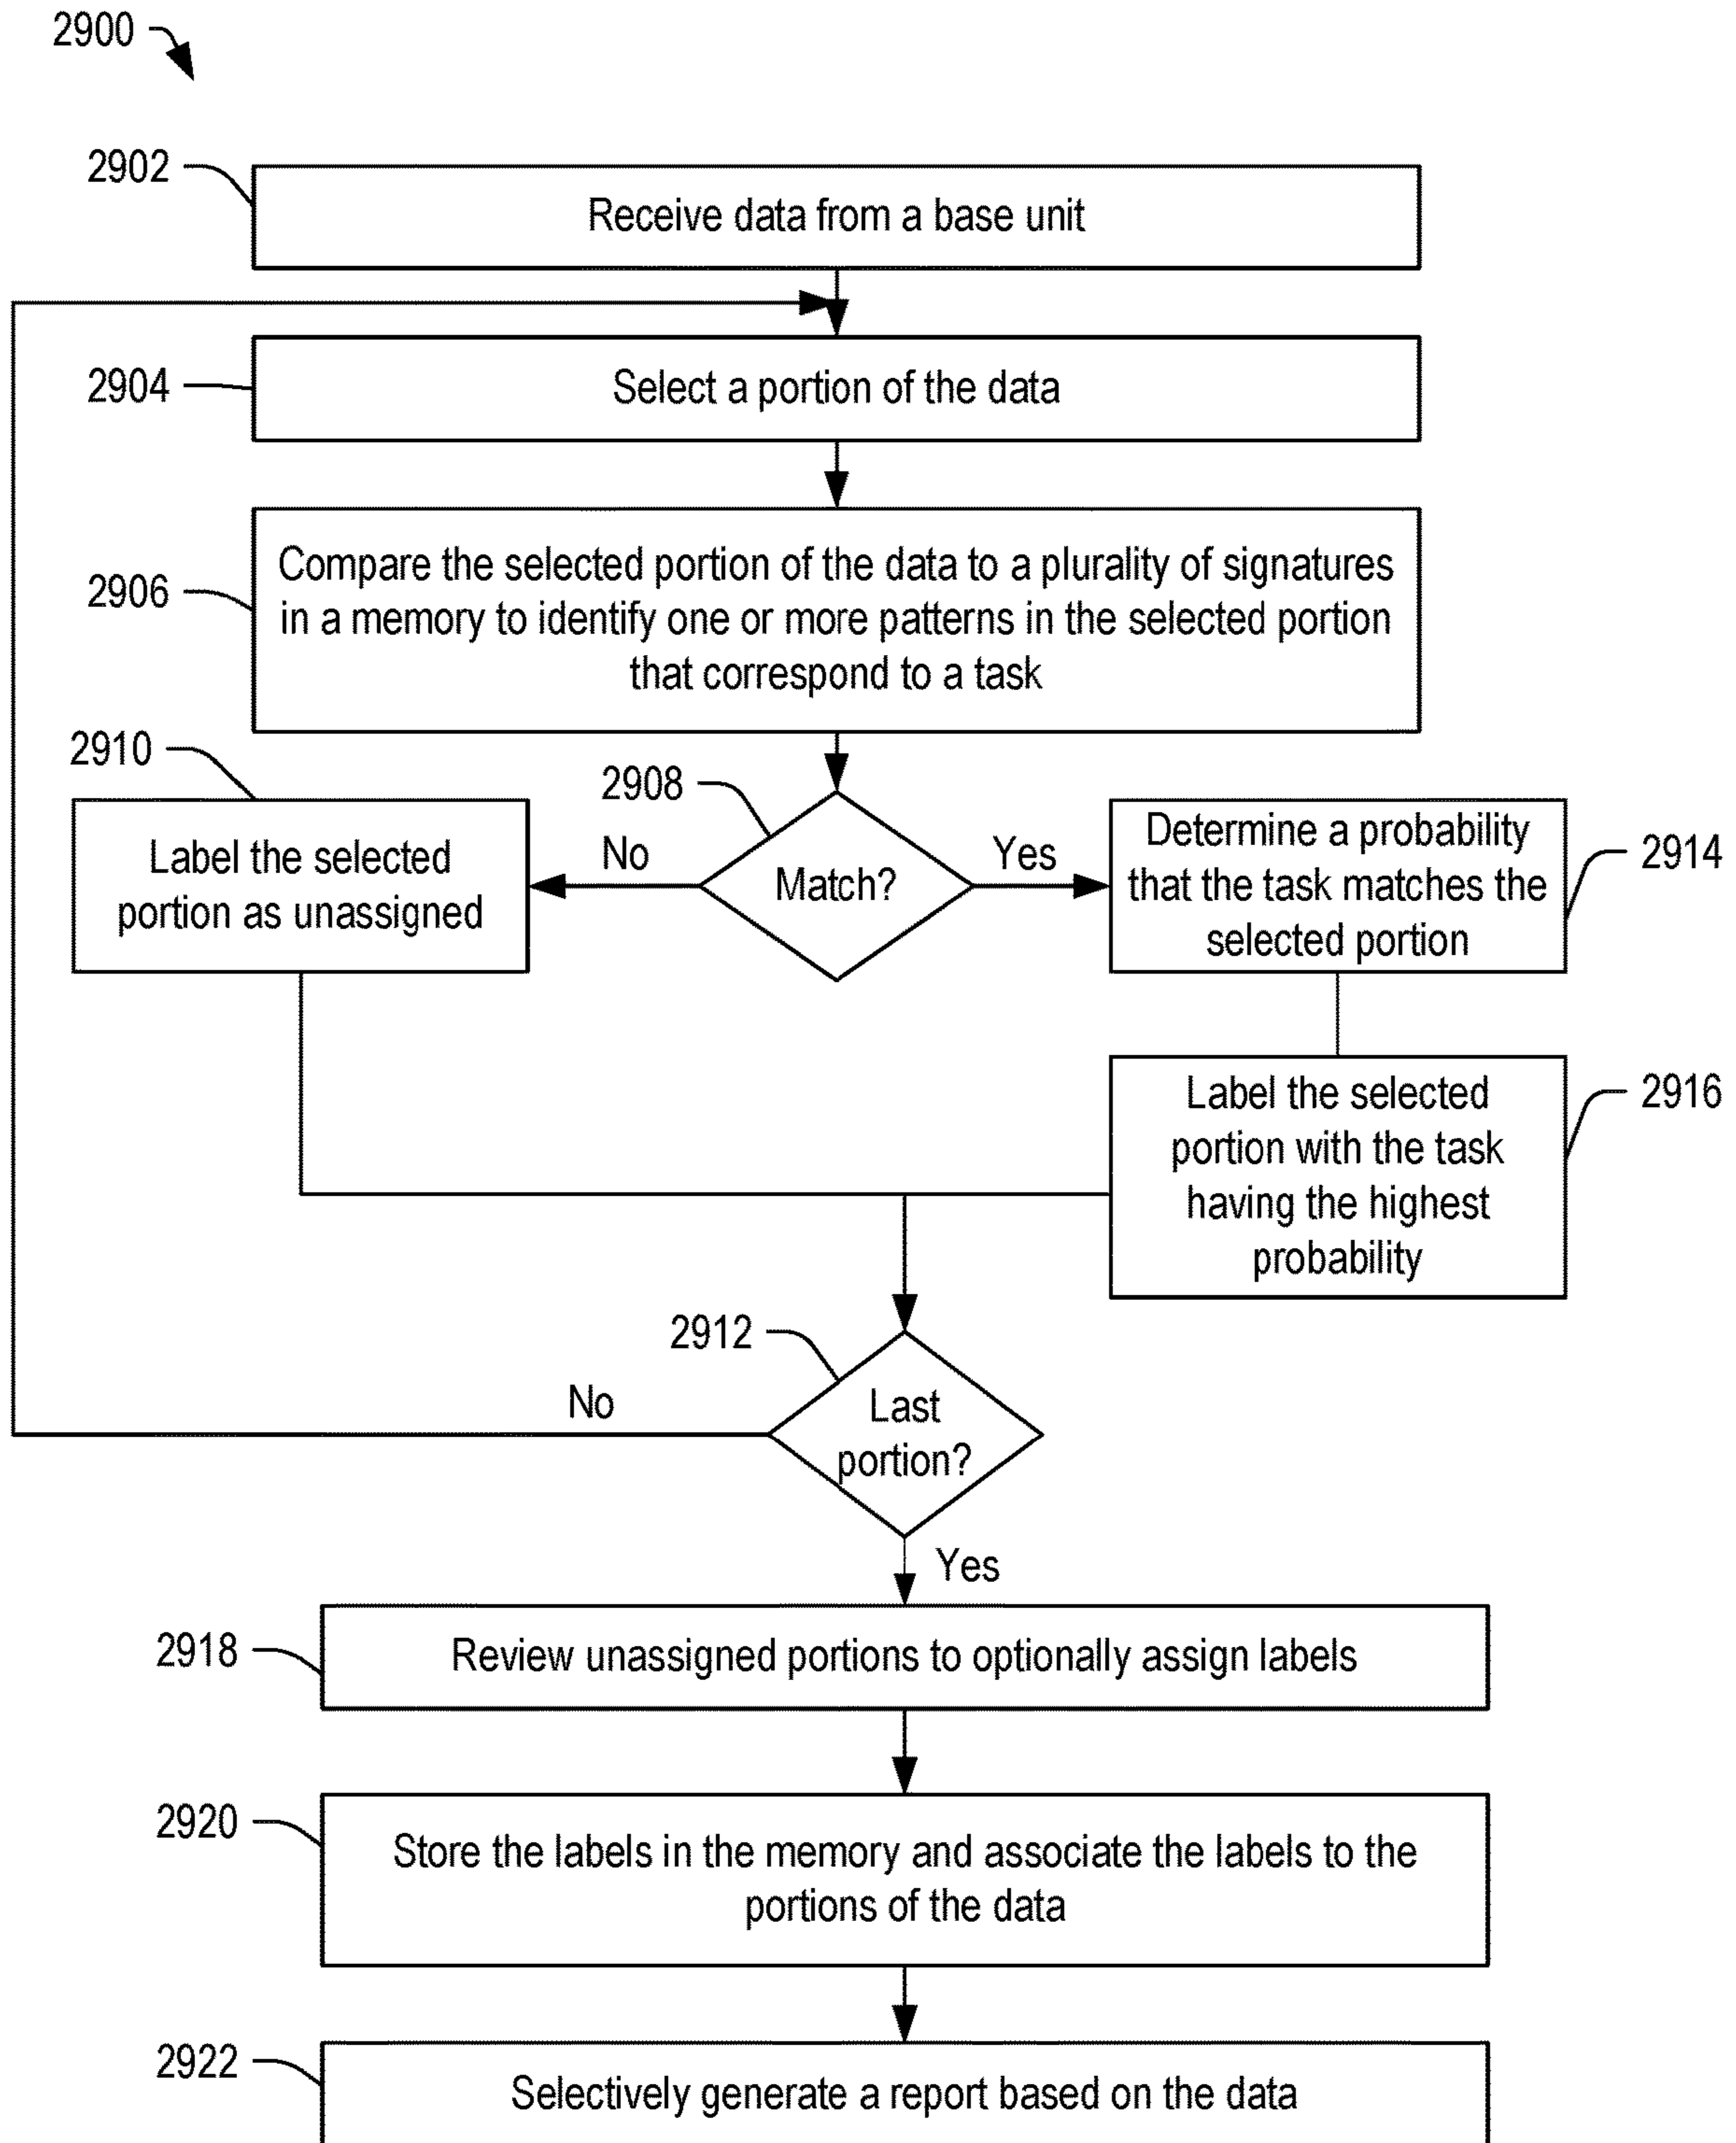 2900
2902
Receive data from a base unit
2904
Select a portion of the data
2906
Compare the selected portion of the data to a plurality of signatures
in a memory to identify one or more patterns in the selected portion
that correspond to a task
2910
2908
Label the selected
portion as unassigned
No
Match?
Yes
Determine a probability
that the task matches the
selected portion
2914
Label the selected
portion with the task
having the highest
probability
2916
2912
No
Last
portion?
Yes
2918
Review unassigned portions to optionally assign labels
2920
Store the labels in the memory and associate the labels to the
portions of the data
2922
Selectively generate a report based on the data